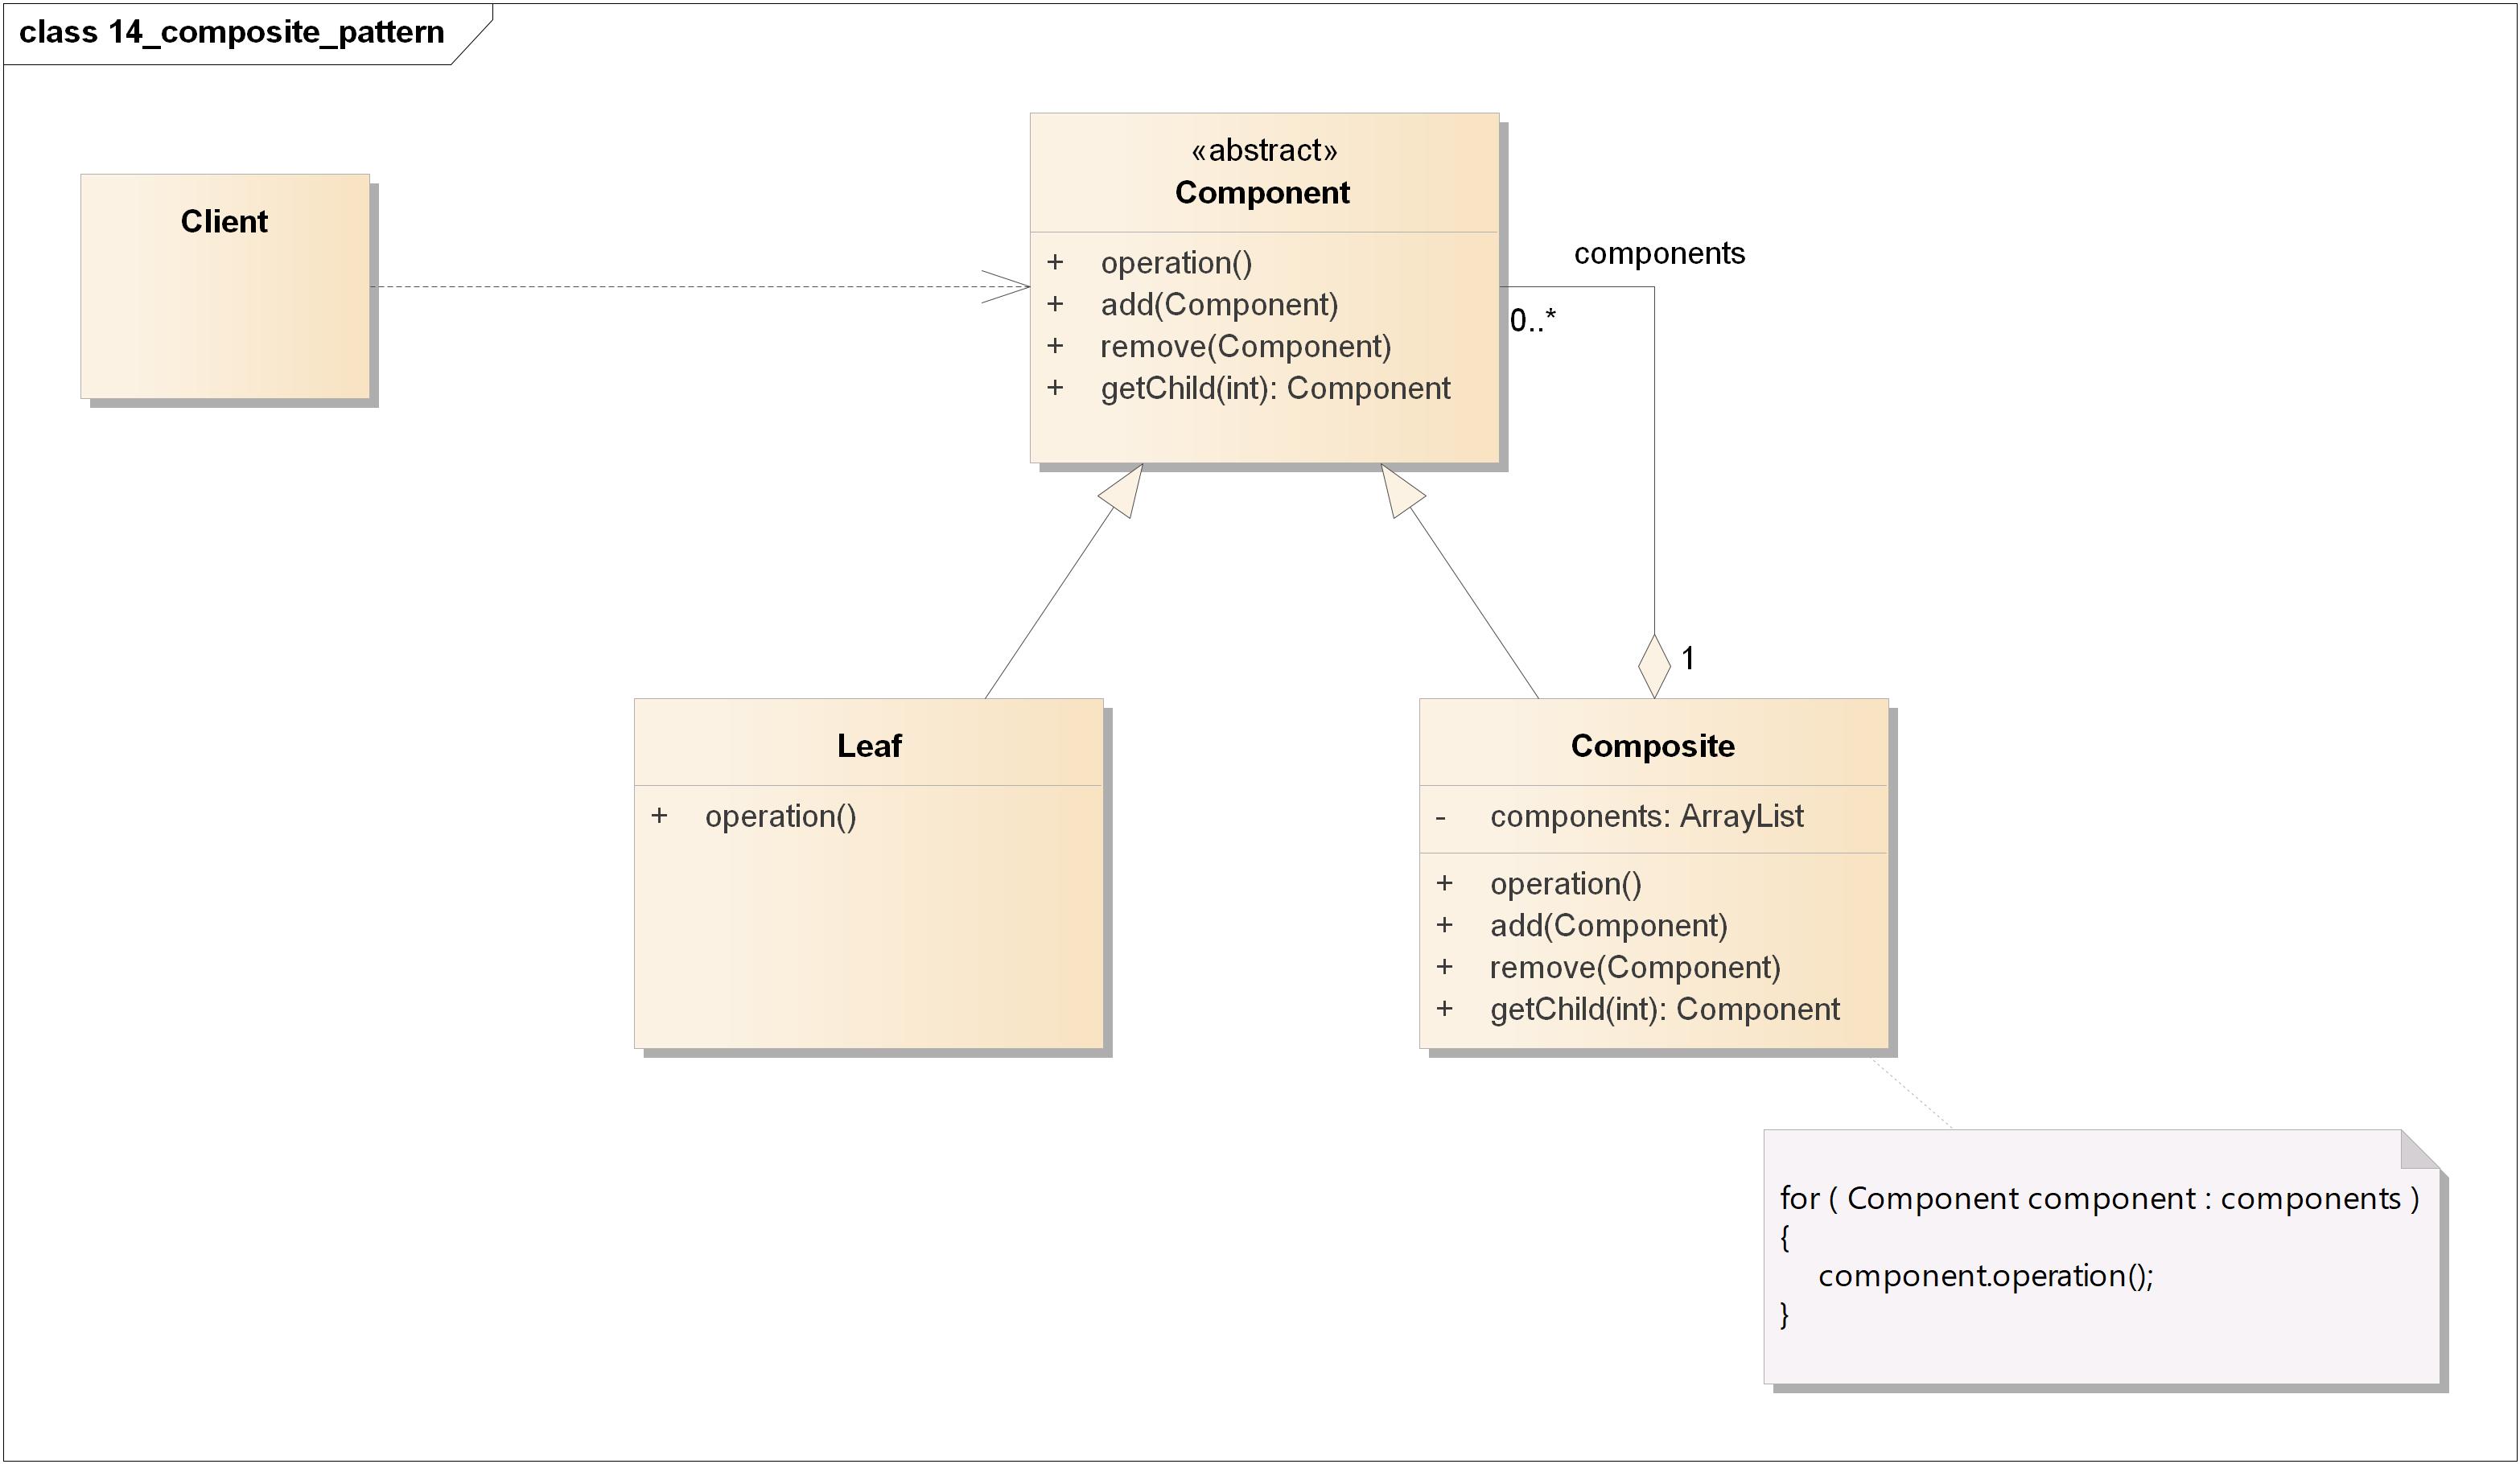 class 14_composite_pattern
Client
«abstract»
Component
+ operation()
+ add(Component)
+ remove(Component)
+ getChild(int): Component
components
0..*
1
Leaf
+ operation()
Composite
- components: ArrayList
+ operation()
+ add(Component)
+ remove(Component)
+ getChild(int): Component
for ( Component component : components )
{
component.operation();
}